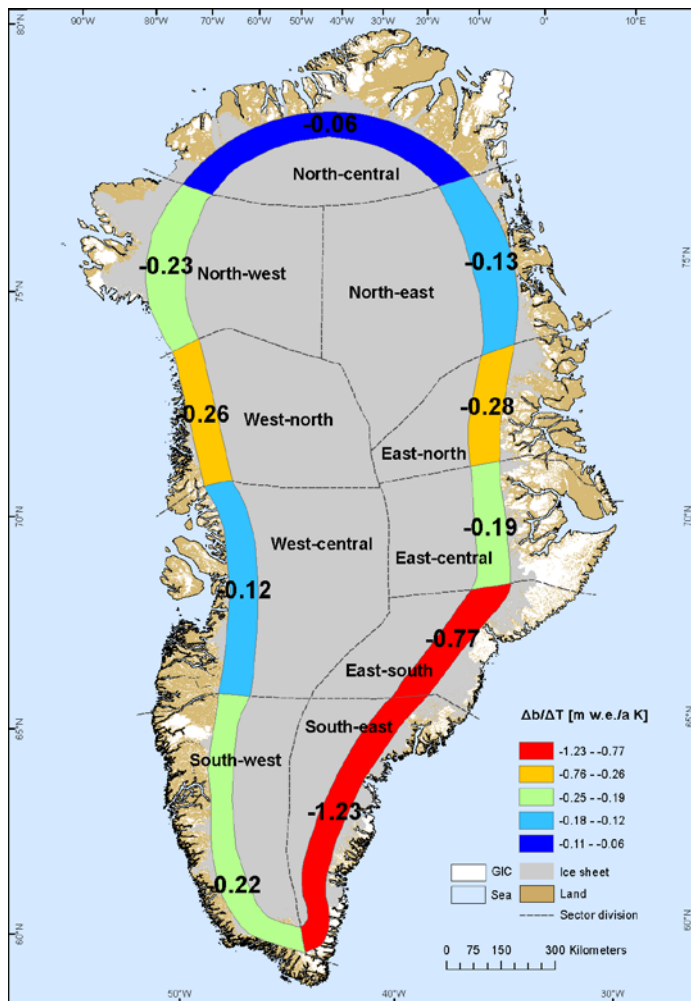 90°W 60°W 50°W 40°W 30°W 20°W 10°W 0°
80°N
80°N
-0.06
North-central
-0.23
North-west
-0.13
North-east
75°N
75°N
-0.26
West-north
-0.28
East-north
West-central
-0.19
East-central
70°N
70°N
-0.12
-0.77
East-south
South-east
South-west
65°N
65°N
-1.23
-0.22
60°N
60°N
Δb/ΔT [m w.e./a K]
-1.23 - -0.77
-0.76 - -0.26
-0.25 - -0.19
-0.18 - -0.12
-0.11 - -0.06
GIC
Ice sheet
Sea
Land
Sector division
0 75 150 300 Kilometers
50°W 40°W